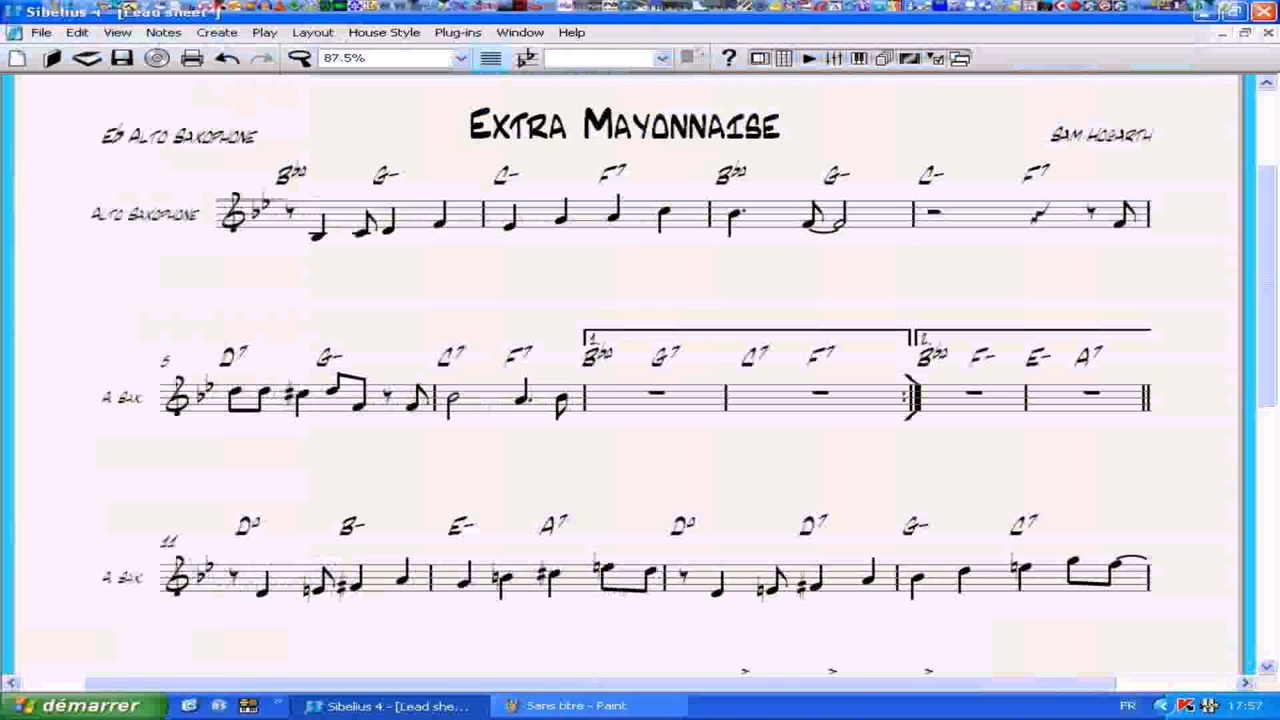 Sibelius 4 - [Lead sheet ]
File Edit View Notes Create Play Layout House Style Plug-ins Window Help
87.5%
Extra Mayonnaise
E♭ Alto Saxophone Sam Hogarth
B♭△ G- C- F7 B♭△ G- C- F7
Alto Saxophone
1. 2.
5 D7 G- C7 F7 B♭△ G7 C7 F7 B♭△ F- E- A7
A Sax
D△ B- E- A7 D△ D7 G- C7
11
A Sax
démarrer Sibelius 4 - [Lead she... Sans titre - Paint FR 17:57